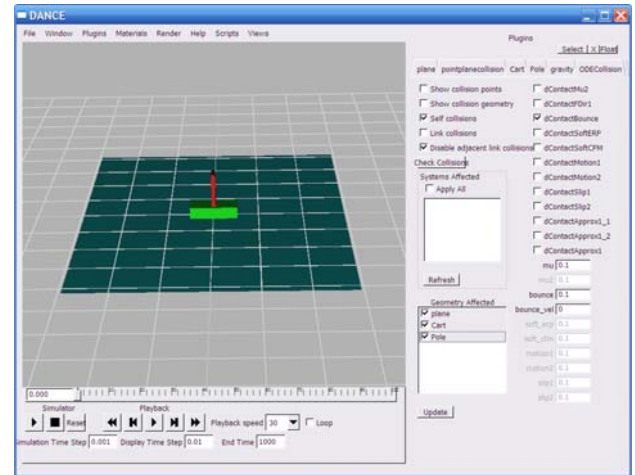 DANCE
File Window Plugins Materials Render Help Scripts Views
Plugins
Select X Float
plane pointplanecollision Cart Pole gravity ODECollision
Show collision points
Show collision geometry
Self collisions
Link collisions
Disable adjacent link collisions
Check Collisions
Systems Affected
Apply All
Refresh
Geometry Affected
plane
Cart
Pole
Update
dContactMu2
dContactFDir1
dContactBounce
dContactSoftERP
dContactSoftCFM
dContactMotion1
dContactMotion2
dContactSlip1
dContactSlip2
dContactApprox1_1
dContactApprox1_2
dContactApprox1
mu 0.1
mu2 0.1
bounce 0.1
bounce_vel 0
soft_erp 0.1
soft_cfm 0.1
motion1 0.1
motion2 0.1
slip1 0.1
slip2 0.1
0.000
Simulator Playback
Reset Playback speed 30 Loop
imulation Time Step 0.001 Display Time Step 0.01 End Time 1000